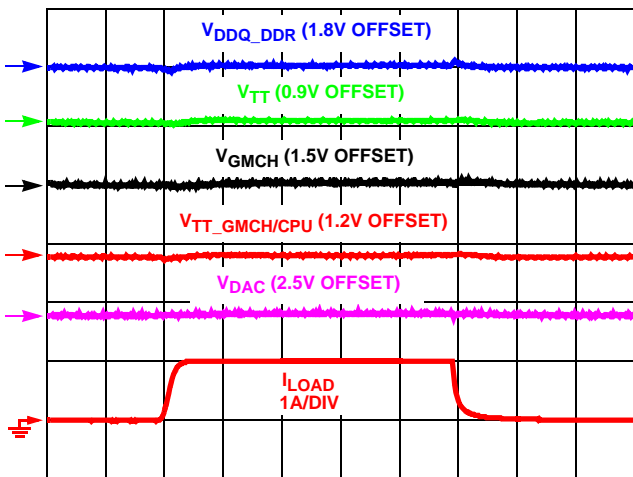 VDDQ_DDR (1.8V OFFSET)
VTT (0.9V OFFSET)
VGMCH (1.5V OFFSET)
VTT_GMCH/CPU (1.2V OFFSET)
VDAC (2.5V OFFSET)
ILOAD
1A/DIV